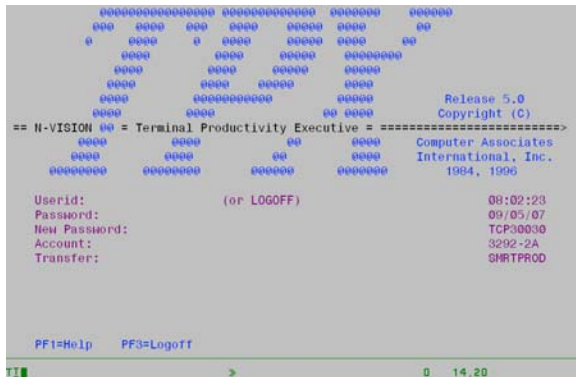 @@@@@@@@@@@@@@@@ @@@@@@@@@@@@@ @@@@@@@ @@@@@@
@@@ @@@@ @@@ @@@@ @@@@@ @@@@ @@
@ @@@@ @ @@@@ @@@@@ @@@@ @@
@@@@ @@@@ @@@@@ @@@@@@@@
@@@@ @@@@ @@@@@ @@@@@
@@@@ @@@@ @@@@@ @@@@@
@@@@ @@@@@@@@@@@ @@@@@ Release 5.0
@@@@ @@@@ @@ @@@@ Copyright (C)
== N-VISION @@ = Terminal Productivity Executive = ==========================>
@@@@ @@@@ @@ @@@@ Computer Associates
@@@@ @@@@ @@ @@@@ International, Inc.
@@@@@@@@ @@@@@@@@ @@@@@@ @@@@@@@ 1984, 1996
Userid: (or LOGOFF) 08:02:23
Password: 09/05/07
New Password: TCP30030
Account: 3292-2A
Transfer: SMRTPROD
PF1=Help PF3=Logoff
TI » 0 14,20